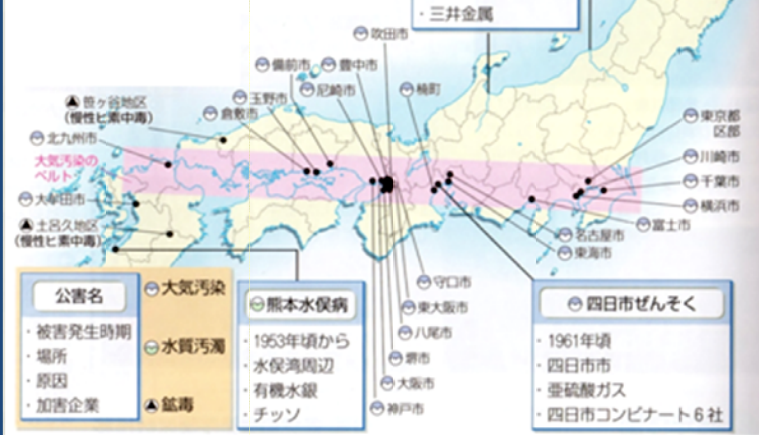 ・三井金属
吹田市
備前市
豊中市
玉野市
尼崎市
楠町
倉敷市
笹ヶ谷地区
(慢性ヒ素中毒)
北九州市
大気汚染の
ベルト
大牟田市
土呂久地区
(慢性ヒ素中毒)
東京都
区部
川崎市
千葉市
横浜市
富士市
名古屋市
東海市
守口市
東大阪市
八尾市
堺市
大阪市
神戸市
公害名
・被害発生時期
・場所
・原因
・加害企業
大気汚染
水質汚濁
鉱毒
熊本水俣病
・1953年頃から
・水俣湾周辺
・有機水銀
・チッソ
四日市ぜんそく
・1961年頃
・四日市市
・亜硫酸ガス
・四日市コンビナート6社